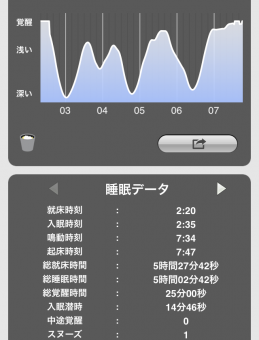 覚醒
浅い
深い
03 04 05 06 07
睡眠データ
就床時刻 : 2:20
入眠時刻 : 2:35
鳴動時刻 : 7:34
起床時刻 : 7:47
総就床時間 : 5時間27分42秒
総睡眠時間 : 5時間02分42秒
総覚醒時間 : 25分00秒
入眠潜時 : 14分46秒
中途覚醒 : 0
スヌーズ : 1